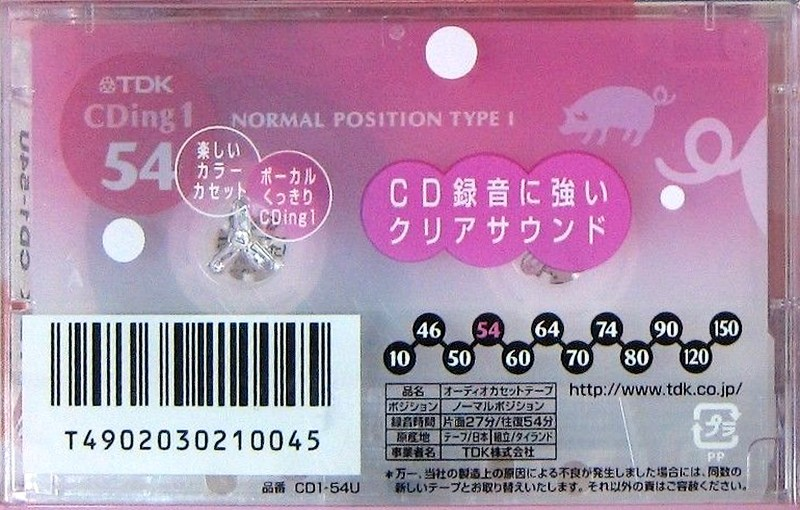 TDK
CDing1
NORMAL POSITION TYPE I
54
楽しい
カラー
カセット
ボーカル
くっきり
CDing1
CD録音に強い
クリアサウンド
CD1-54U
10 46 50 54 60 64 70 74 80 90 120 150
T4902030210045
品番 CD1-54U
品名 オーディオカセットテープ
ポジション ノーマルポジション
録音時間 片面27分/往復54分
原産地 テープ/日本 組立/タイランド
事業者名 TDK株式会社
http://www.tdk.co.jp/
プラ
PP
*万一、当社の製造上の原因による不良が発生しました場合には、同数の
新しいテープとお取り替えいたします。それ以外の責はご容赦ください。